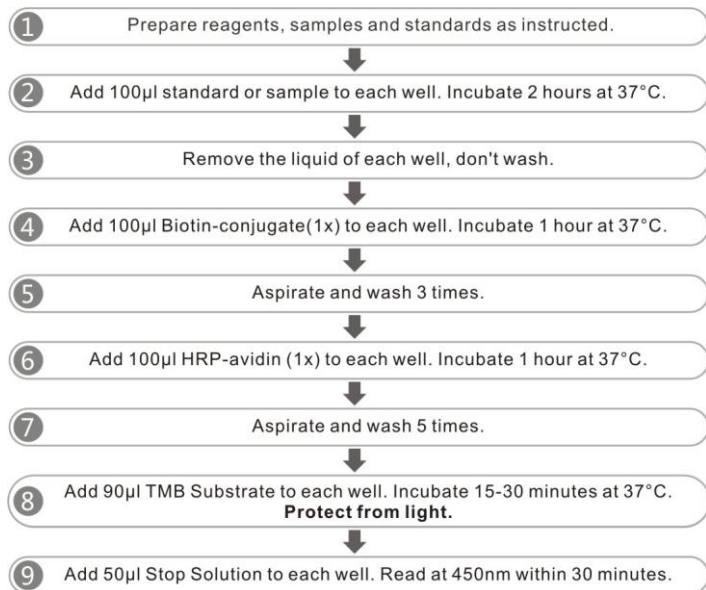 1 Prepare reagents, samples and standards as instructed.
2 Add 100μl standard or sample to each well. Incubate 2 hours at 37°C.
3 Remove the liquid of each well, don't wash.
4 Add 100μl Biotin-conjugate(1x) to each well. Incubate 1 hour at 37°C.
5 Aspirate and wash 3 times.
6 Add 100μl HRP-avidin (1x) to each well. Incubate 1 hour at 37°C.
7 Aspirate and wash 5 times.
8 Add 90μl TMB Substrate to each well. Incubate 15-30 minutes at 37°C.
Protect from light.
9 Add 50μl Stop Solution to each well. Read at 450nm within 30 minutes.